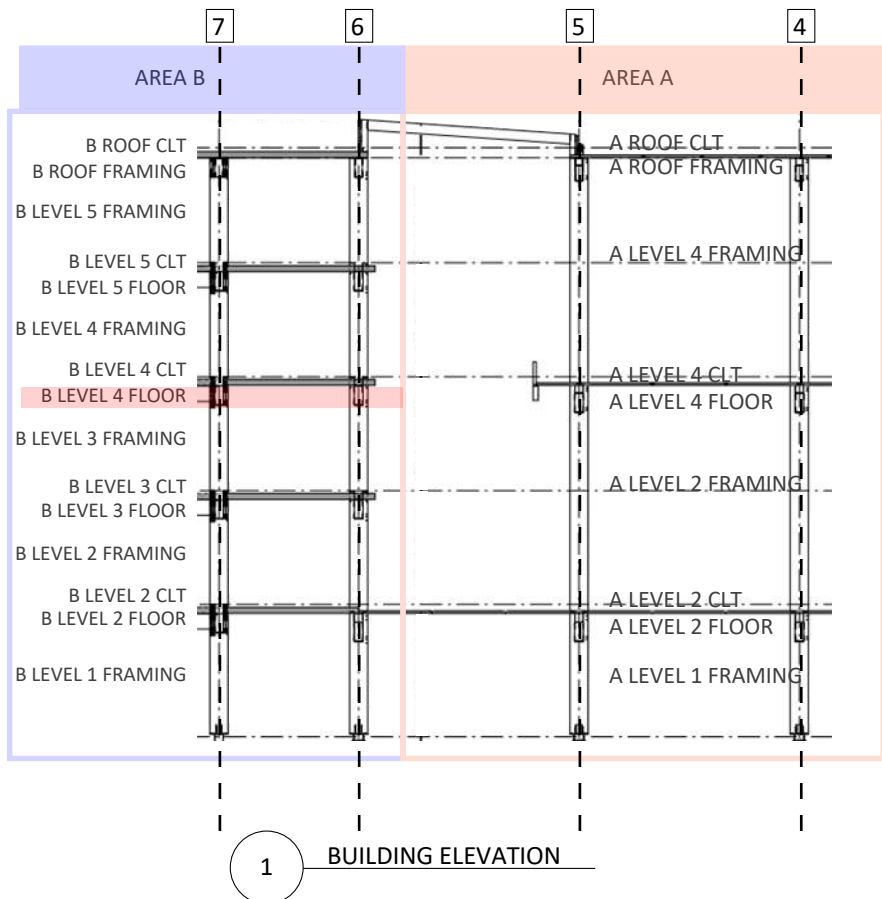 7 6 5 4
AREA B AREA A
B ROOF CLT
B ROOF FRAMING
B LEVEL 5 FRAMING
B LEVEL 5 CLT
B LEVEL 5 FLOOR
B LEVEL 4 FRAMING
B LEVEL 4 CLT
B LEVEL 4 FLOOR
B LEVEL 3 FRAMING
B LEVEL 3 CLT
B LEVEL 3 FLOOR
B LEVEL 2 FRAMING
B LEVEL 2 CLT
B LEVEL 2 FLOOR
B LEVEL 1 FRAMING
A ROOF CLT
A ROOF FRAMING
A LEVEL 4 FRAMING
A LEVEL 4 CLT
A LEVEL 4 FLOOR
A LEVEL 2 FRAMING
A LEVEL 2 CLT
A LEVEL 2 FLOOR
A LEVEL 1 FRAMING
1 BUILDING ELEVATION